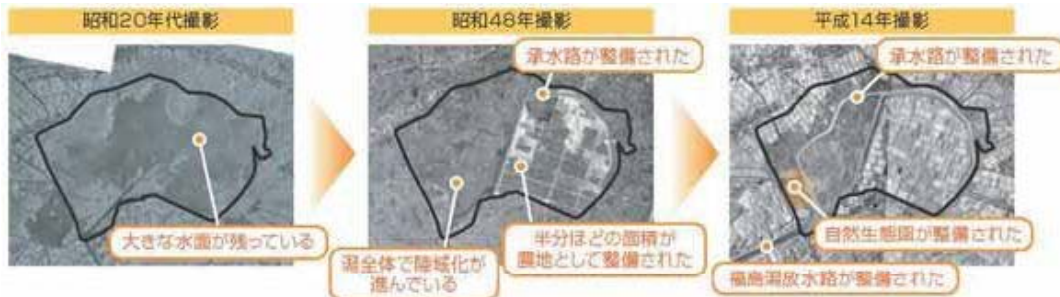 昭和20年代撮影
昭和48年撮影
平成14年撮影
承水路が整備された
承水路が整備された
大きな水面が残っている
潟全体で陸域化が
進んでいる
半分ほどの面積が
農地として整備された
自然生態園が整備された
福島潟放水路が整備された